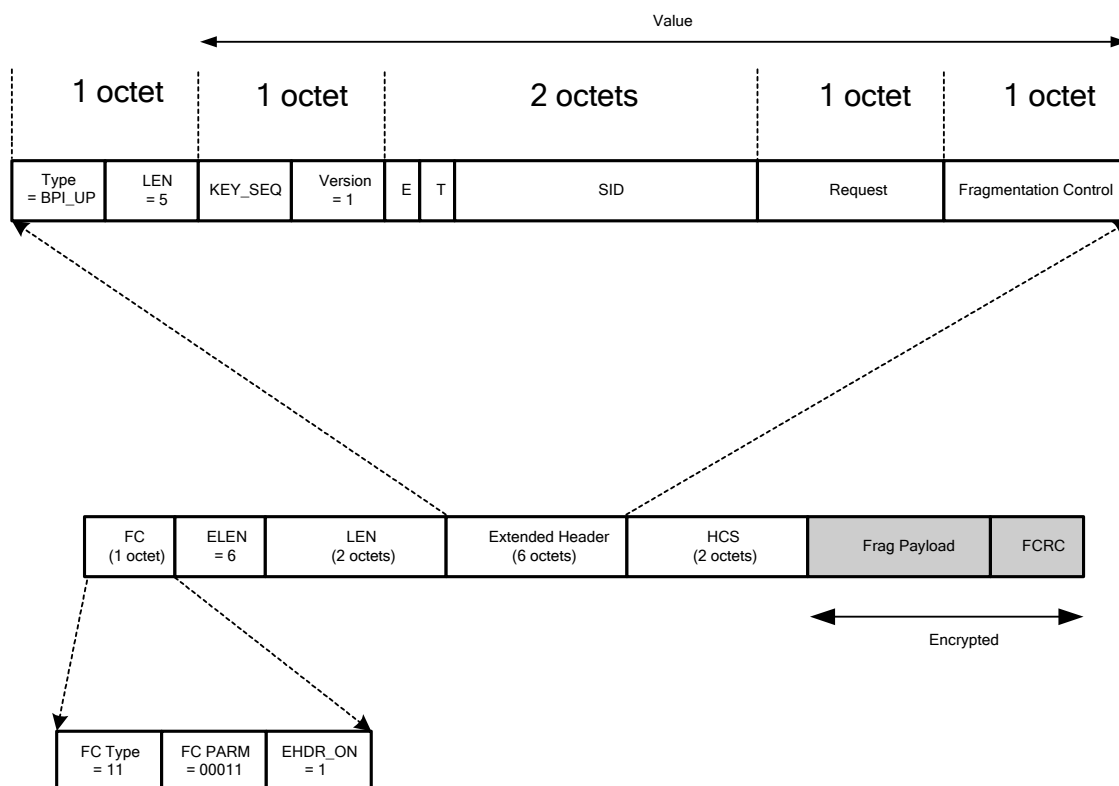 Value
1 octet
1 octet
2 octets
1 octet
1 octet
Type
= BPI_UP
LEN
= 5
KEY_SEQ
Version
= 1
E
T
SID
Request
Fragmentation Control
FC
(1 octet)
ELEN
= 6
LEN
(2 octets)
Extended Header
(6 octets)
HCS
(2 octets)
Frag Payload
FCRC
Encrypted
FC Type
= 11
FC PARM
= 00011
EHDR_ON
= 1